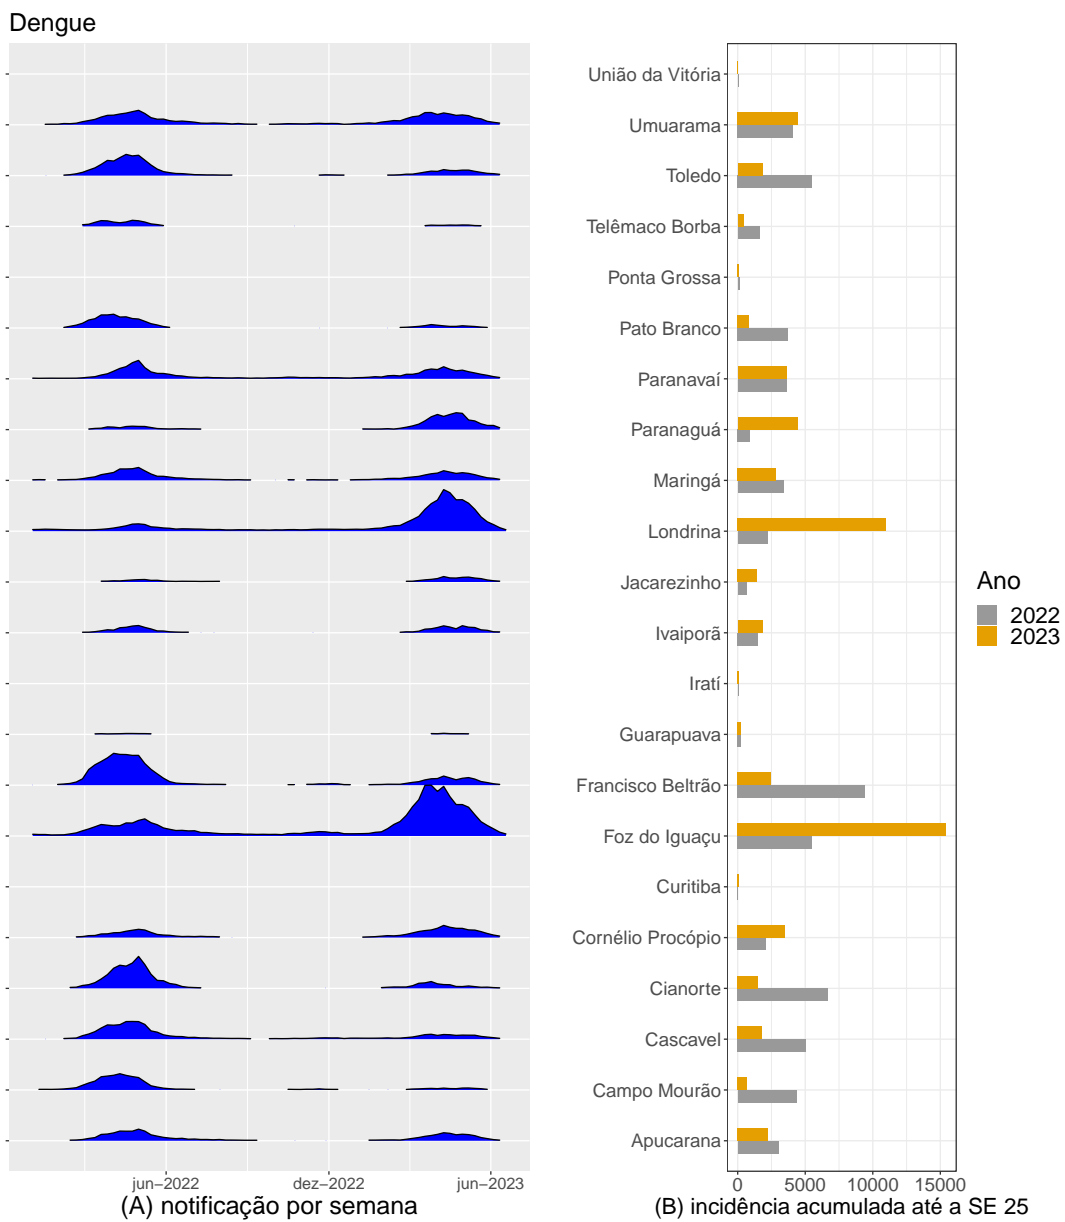 Dengue
União da Vitória
Umuarama
Toledo
Telêmaco Borba
Ponta Grossa
Pato Branco
Paranavaí
Paranaguá
Maringá
Londrina
Jacarezinho
Ivaiporã
Iratí
Guarapuava
Francisco Beltrão
Foz do Iguaçu
Curitiba
Cornélio Procópio
Cianorte
Cascavel
Campo Mourão
Apucarana
Ano
2022
2023
jun−2022 dez−2022 jun−2023
0 5000 10000 15000
(A) notificação por semana
(B) incidência acumulada até a SE 25